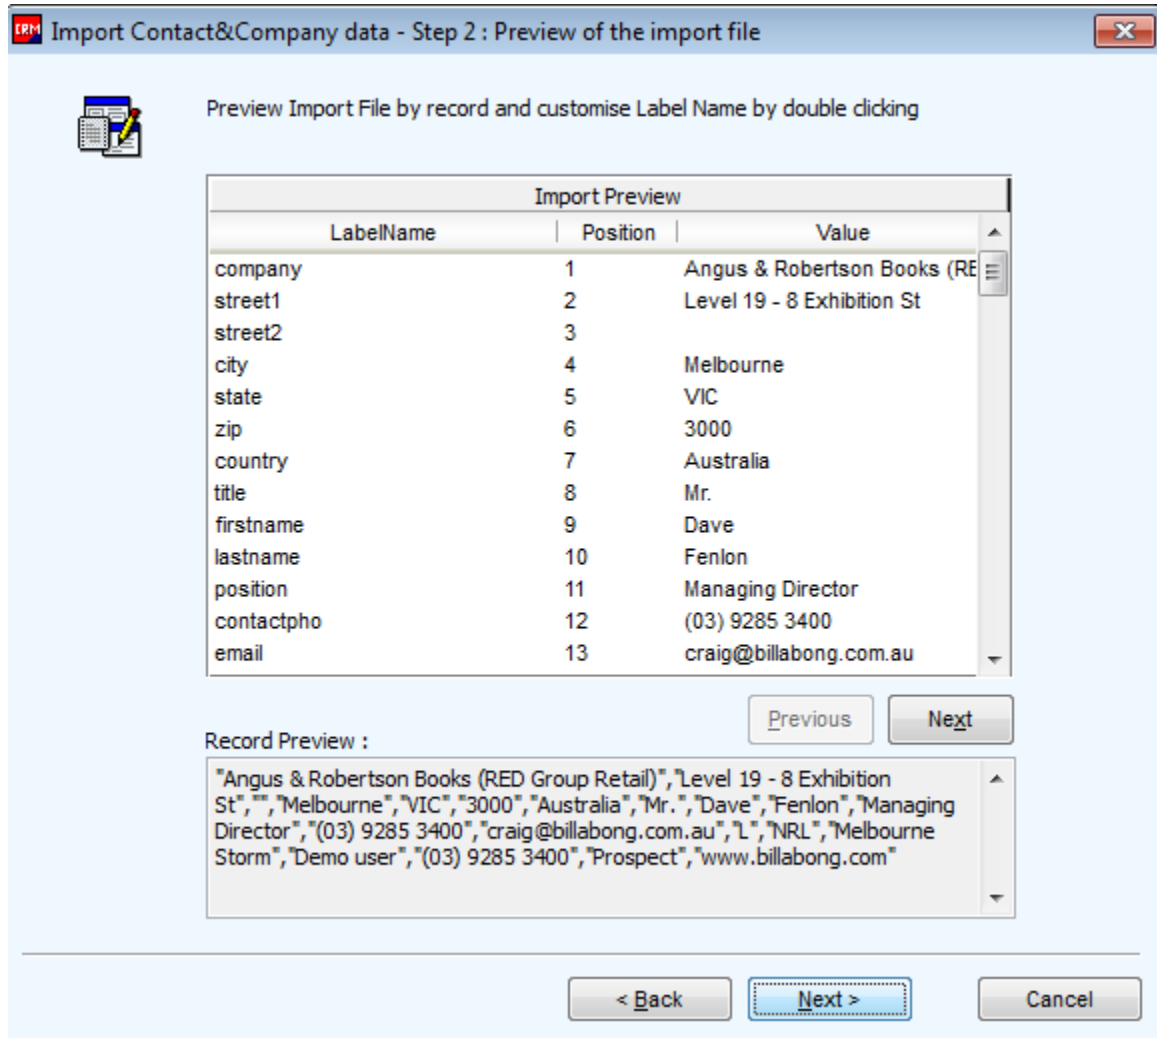 CRM Import Contact&Company data - Step 2 : Preview of the import file
Preview Import File by record and customise Label Name by double clicking
Import Preview
LabelName Position Value
company 1 Angus & Robertson Books (RE
street1 2 Level 19 - 8 Exhibition St
street2 3
city 4 Melbourne
state 5 VIC
zip 6 3000
country 7 Australia
title 8 Mr.
firstname 9 Dave
lastname 10 Fenlon
position 11 Managing Director
contactpho 12 (03) 9285 3400
email 13 craig@billabong.com.au
Previous Next
Record Preview :
"Angus & Robertson Books (RED Group Retail)","Level 19 - 8 Exhibition
St","","Melbourne","VIC","3000","Australia","Mr.","Dave","Fenlon","Managing
Director","(03) 9285 3400","craig@billabong.com.au","L","NRL","Melbourne
Storm","Demo user","(03) 9285 3400","Prospect","www.billabong.com"
< Back Next > Cancel